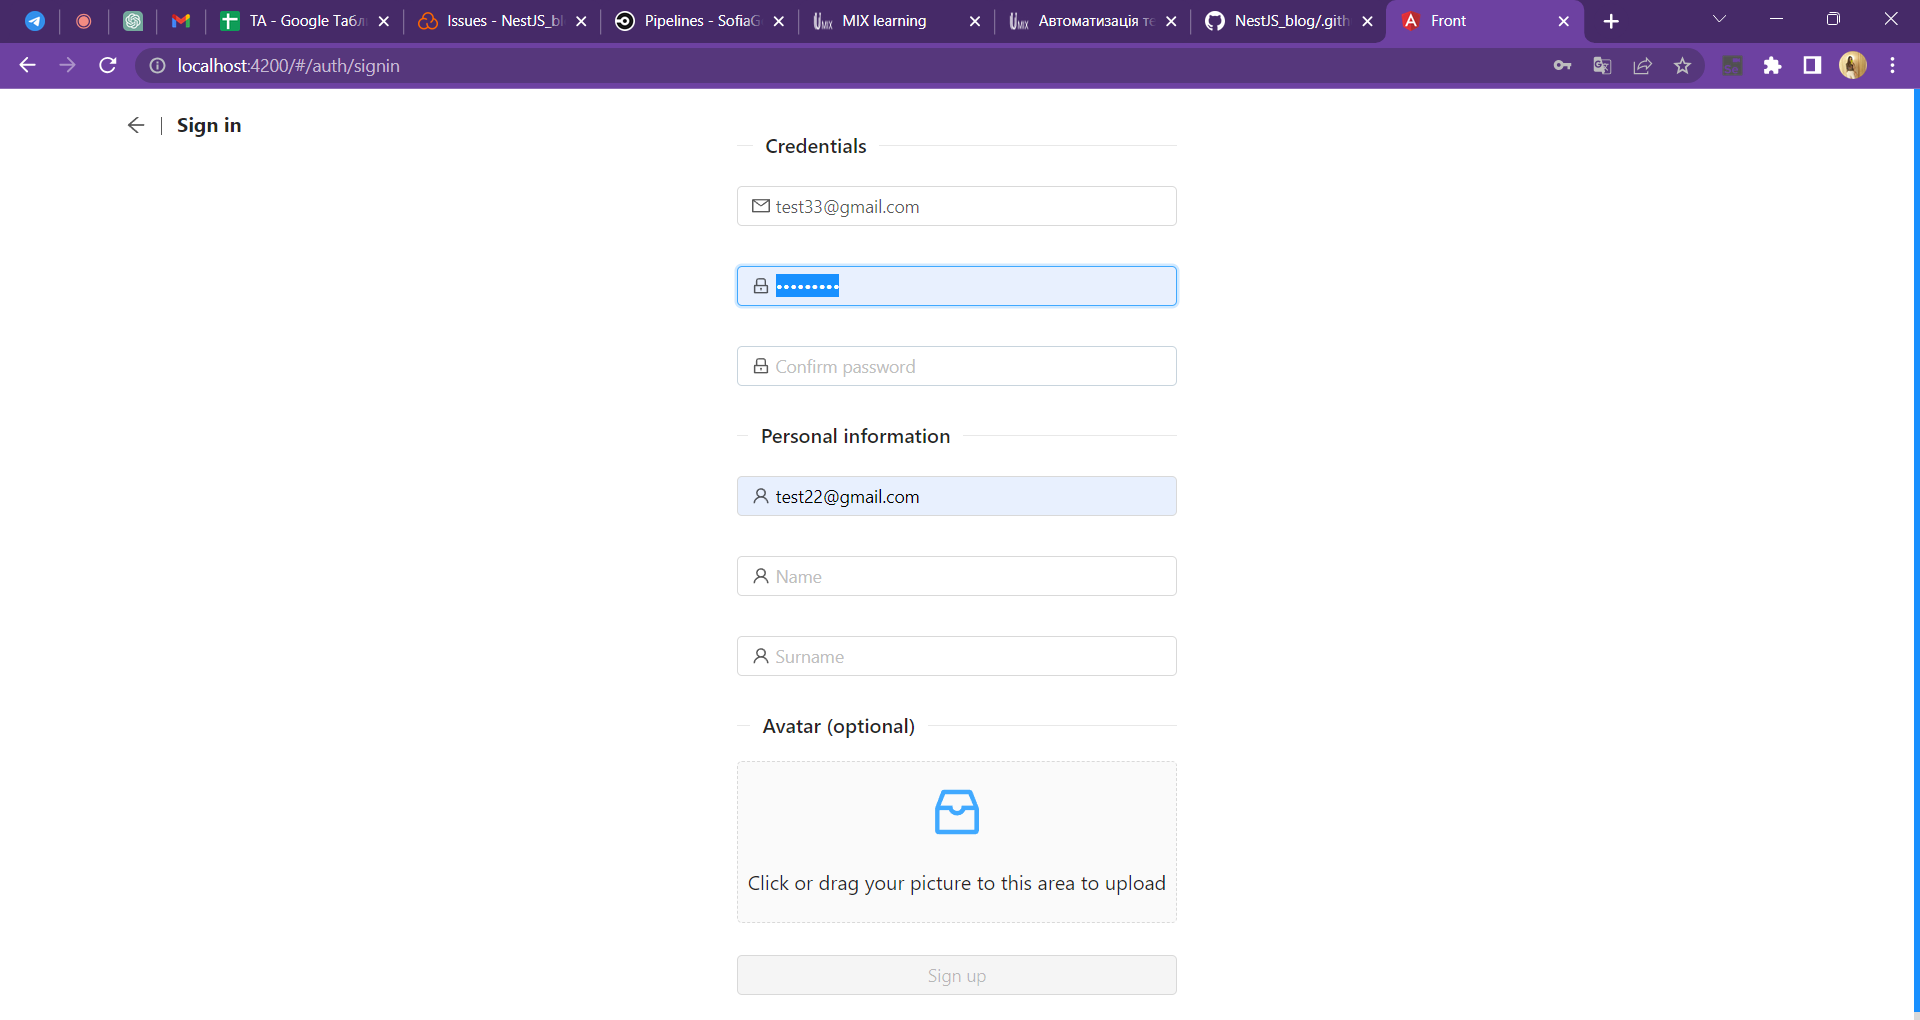 TA - Google Табл
Issues - NestJS_bl
Pipelines - SofiaG
MIX learning
Автоматизація те
NestJS_blog/.gith
Front
localhost:4200/#/auth/signin
Sign in
Credentials
test33@gmail.com
Confirm password
Personal information
test22@gmail.com
Name
Surname
Avatar (optional)
Click or drag your picture to this area to upload
Sign up